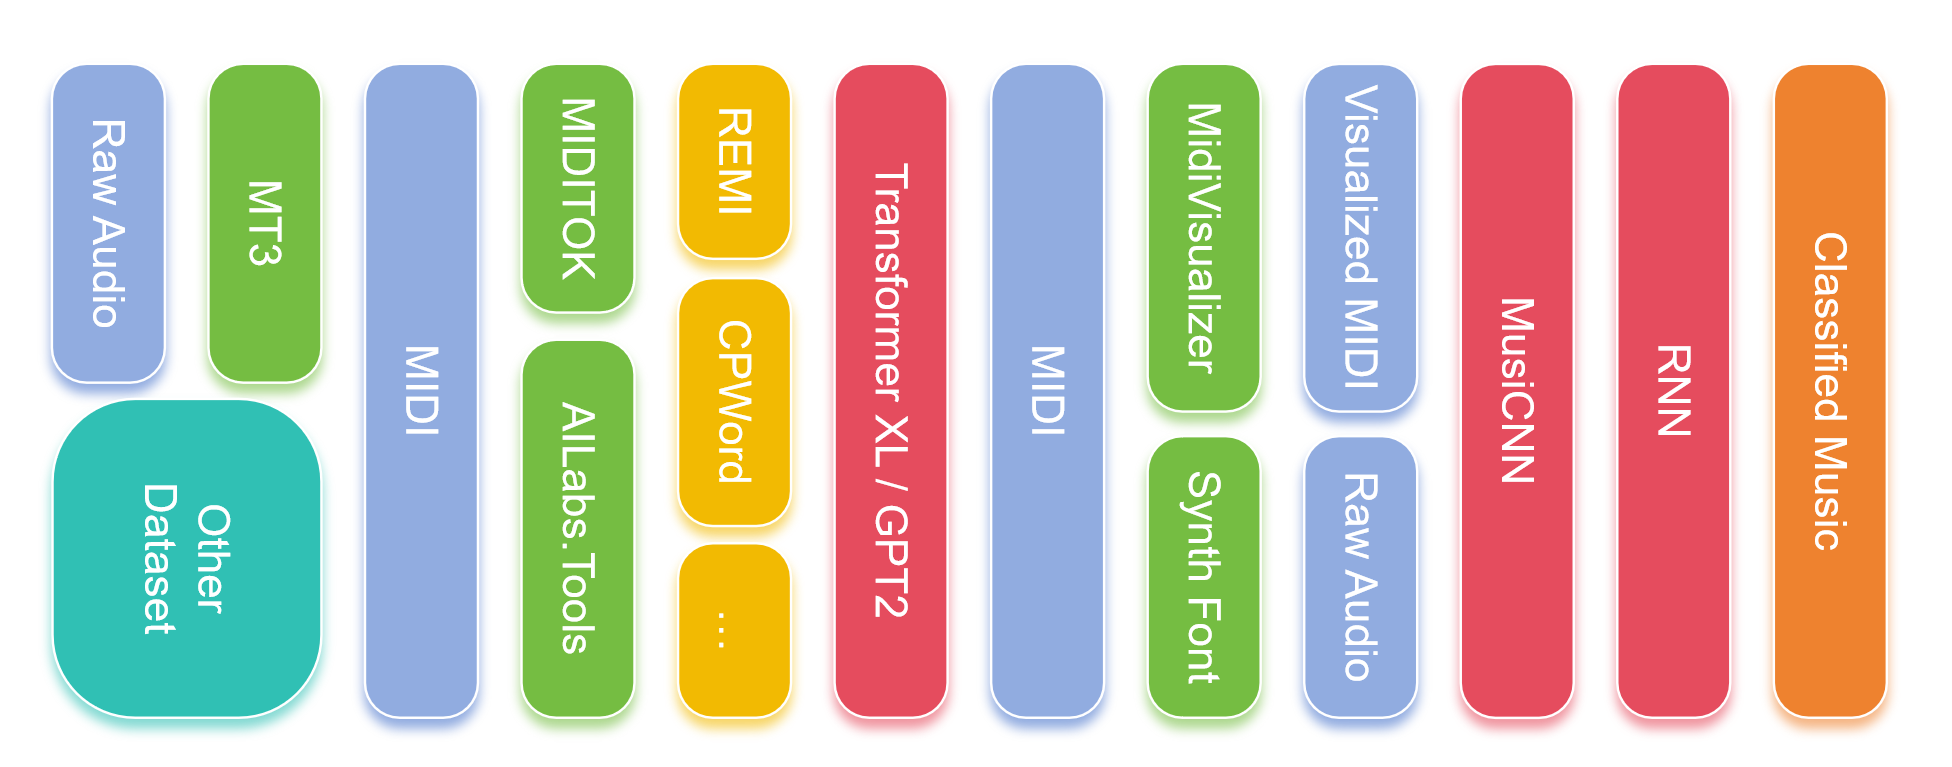 Raw Audio
MT3
Other
Dataset
MIDI
MIDITOK
AILabs.Tools
REMI
CPWord
...
Transformer XL / GPT2
MIDI
MidiVisualizer
Synth Font
Visualized MIDI
Raw Audio
MusiCNN
RNN
Classified Music